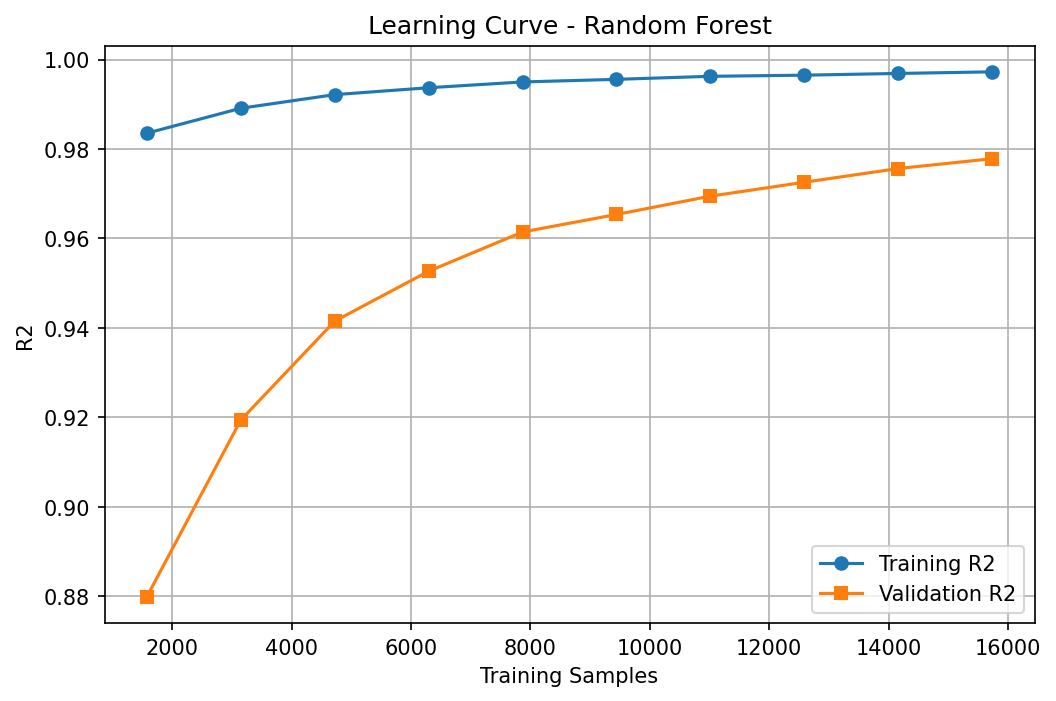 Learning Curve - Random Forest
1.00
0.98
0.96
0.94
0.92
0.90
0.88
R2
2000 4000 6000 8000 10000 12000 14000 16000
Training Samples
Training R2
Validation R2